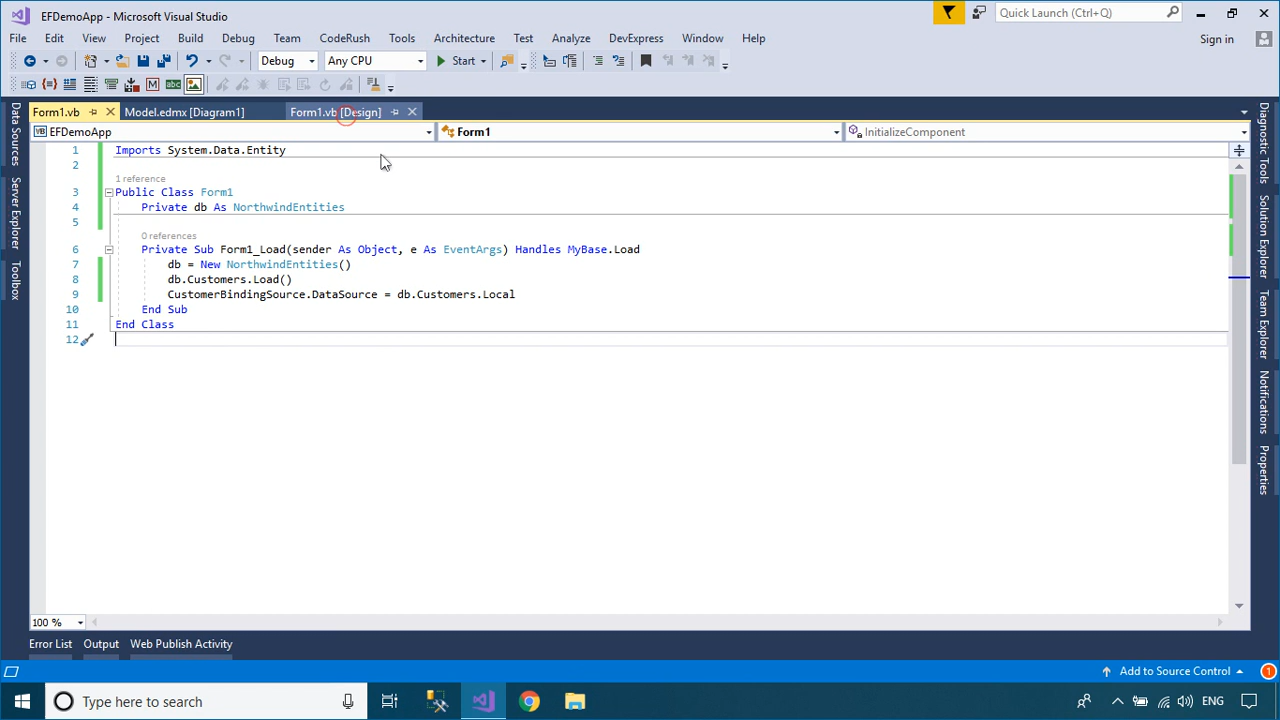 EFDemoApp - Microsoft Visual Studio
Quick Launch (Ctrl+Q)
File Edit View Project Build Debug Team Tools Architecture Test Analyze DevExpress Window Help
Sign in
Debug Any CPU Start
abc
Form1.vb Model.edmx [Diagram1] Form1.vb [Design]
VB EFDemoApp Form1 InitializeComponent
1 Imports System.Data.Entity
2
1 reference
3 Public Class Form1
4 Private db As NorthwindEntities
5
0 references
6 Private Sub Form1_Load(sender As Object, e As EventArgs) Handles MyBase.Load
7 db = New NorthwindEntities()
8 db.Customers.Load()
9 CustomerBindingSource.DataSource = db.Customers.Local
10 End Sub
11 End Class
12
Data Sources
Server Explorer
Toolbox
Diagnostic Tools
Solution Explorer
Team Explorer
Notifications
Properties
100 %
Error List Output Web Publish Activity
Add to Source Control 1
Type here to search
ENG